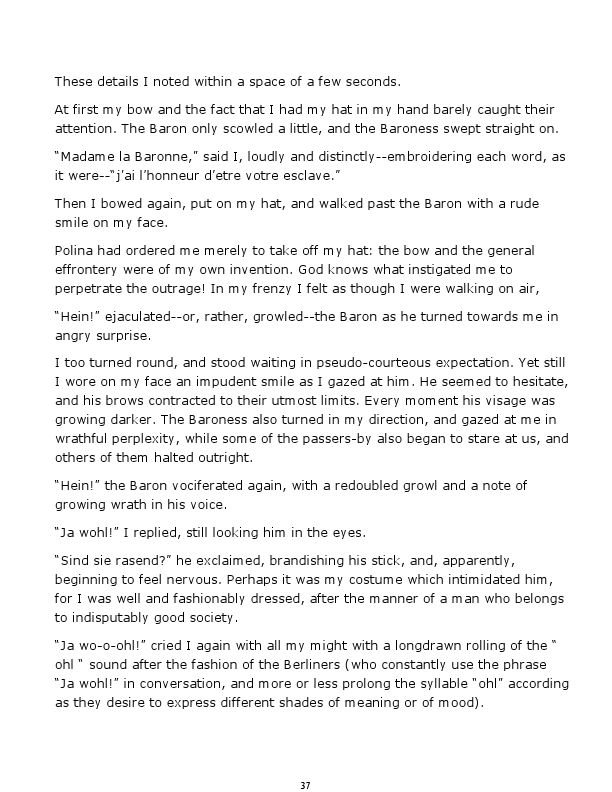 These details I noted within a space of a few seconds.
At first my bow and the fact that I had my hat in my hand barely caught their
attention. The Baron only scowled a little, and the Baroness swept straight on.
“Madame la Baronne,” said I, loudly and distinctly--embroidering each word, as
it were--“j’ai l’honneur d’etre votre esclave.”
Then I bowed again, put on my hat, and walked past the Baron with a rude
smile on my face.
Polina had ordered me merely to take off my hat: the bow and the general
effrontery were of my own invention. God knows what instigated me to
perpetrate the outrage! In my frenzy I felt as though I were walking on air,
“Hein!” ejaculated--or, rather, growled--the Baron as he turned towards me in
angry surprise.
I too turned round, and stood waiting in pseudo-courteous expectation. Yet still
I wore on my face an impudent smile as I gazed at him. He seemed to hesitate,
and his brows contracted to their utmost limits. Every moment his visage was
growing darker. The Baroness also turned in my direction, and gazed at me in
wrathful perplexity, while some of the passers-by also began to stare at us, and
others of them halted outright.
“Hein!” the Baron vociferated again, with a redoubled growl and a note of
growing wrath in his voice.
“Ja wohl!” I replied, still looking him in the eyes.
“Sind sie rasend?” he exclaimed, brandishing his stick, and, apparently,
beginning to feel nervous. Perhaps it was my costume which intimidated him,
for I was well and fashionably dressed, after the manner of a man who belongs
to indisputably good society.
“Ja wo-o-ohl!” cried I again with all my might with a longdrawn rolling of the “
ohl “ sound after the fashion of the Berliners (who constantly use the phrase
“Ja wohl!” in conversation, and more or less prolong the syllable “ohl” according
as they desire to express different shades of meaning or of mood).
37